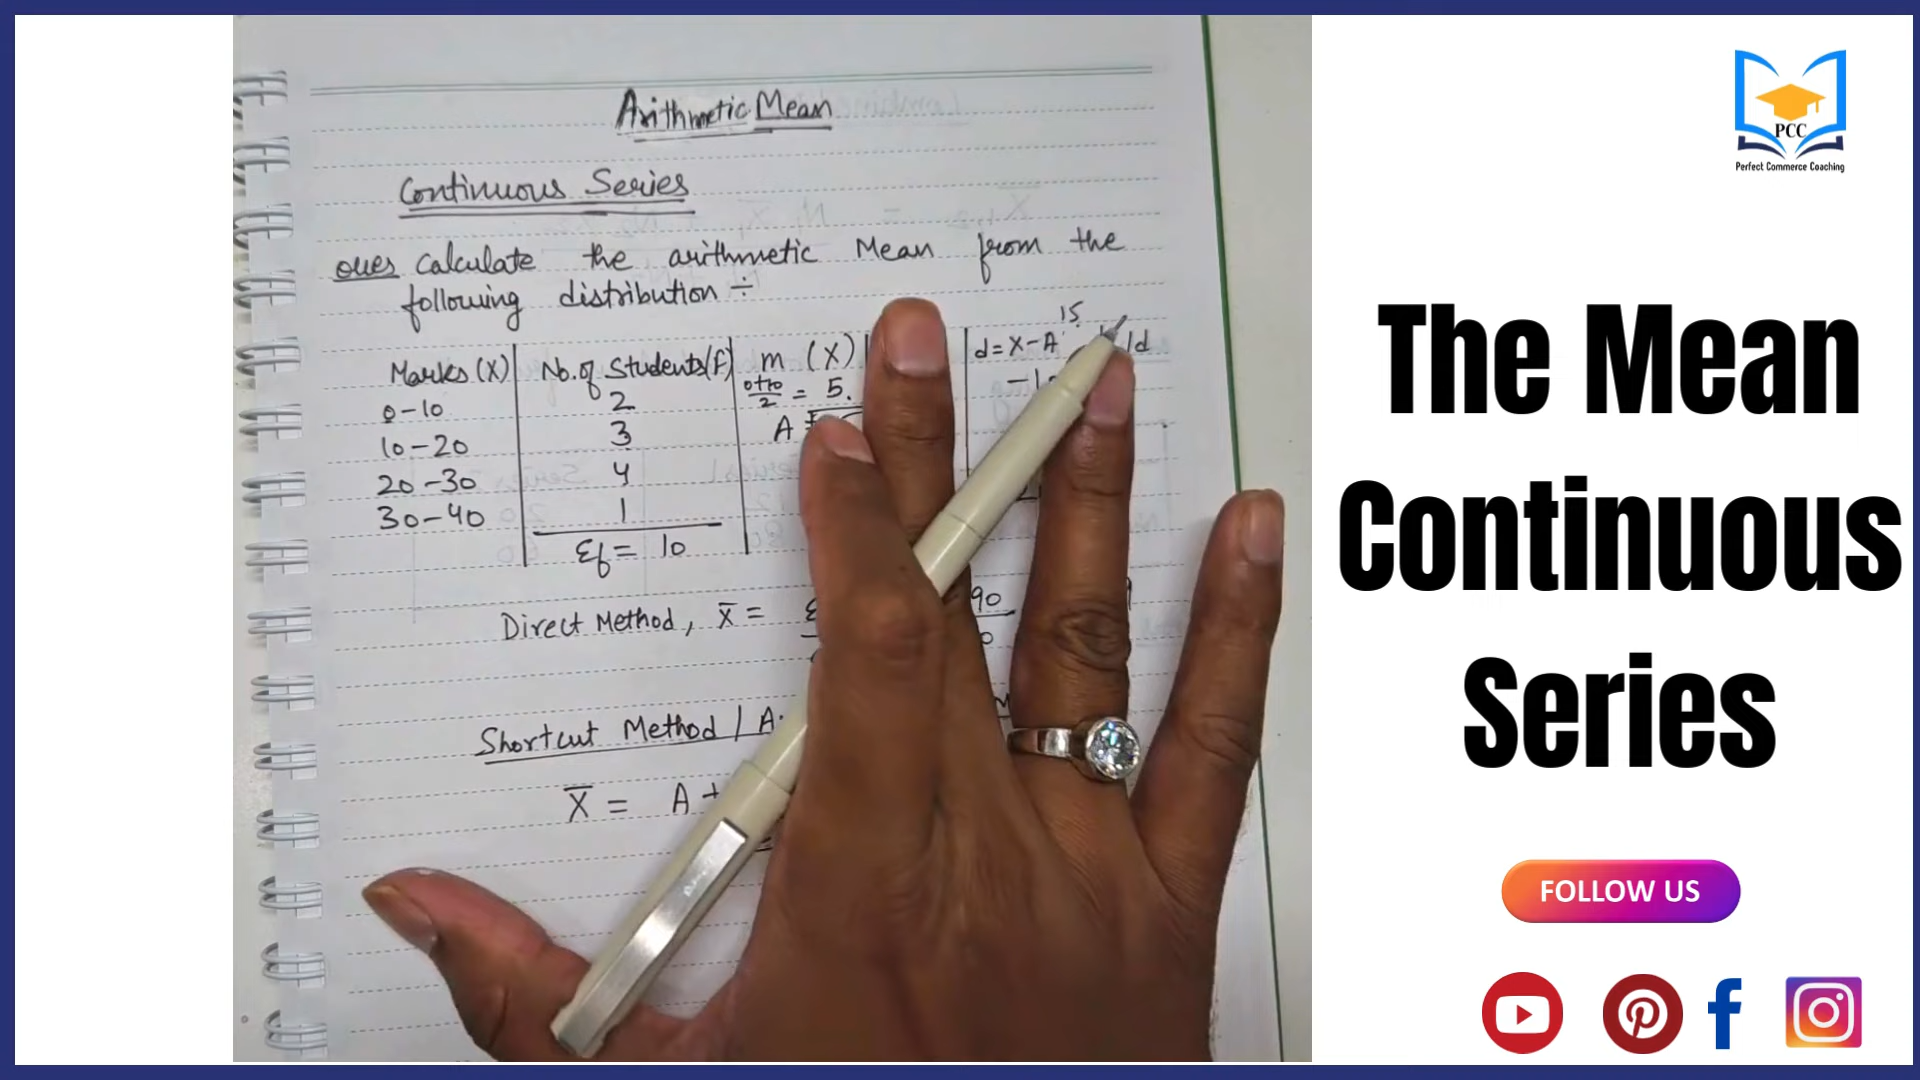 Arithmetic Mean
Continuous Series
ques Calculate the arithmetic Mean from the
following distribution ÷
15
Marks (X) No. of Students (f) m (X) d = X - A
0-10 2 0+10/2 = 5.
10-20 3 A
20-30 4
30-40 1
Σf = 10
Direct Method, x̄ = 90
Shortcut Method / A.
X̄ = A +
PCC
Perfect Commerce Coaching
The Mean
Continuous
Series
FOLLOW US